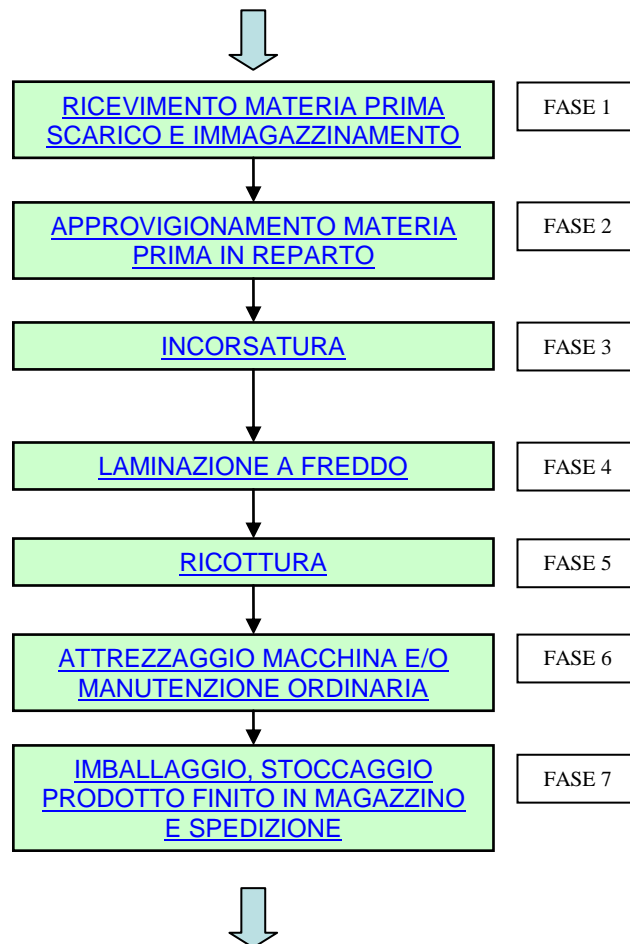 RICEVIMENTO MATERIA PRIMA
SCARICO E IMMAGAZZINAMENTO
FASE 1
APPROVIGIONAMENTO MATERIA
PRIMA IN REPARTO
FASE 2
INCORSATURA
FASE 3
LAMINAZIONE A FREDDO
FASE 4
RICOTTURA
FASE 5
ATTREZZAGGIO MACCHINA E/O
MANUTENZIONE ORDINARIA
FASE 6
IMBALLAGGIO, STOCCAGGIO
PRODOTTO FINITO IN MAGAZZINO
E SPEDIZIONE
FASE 7